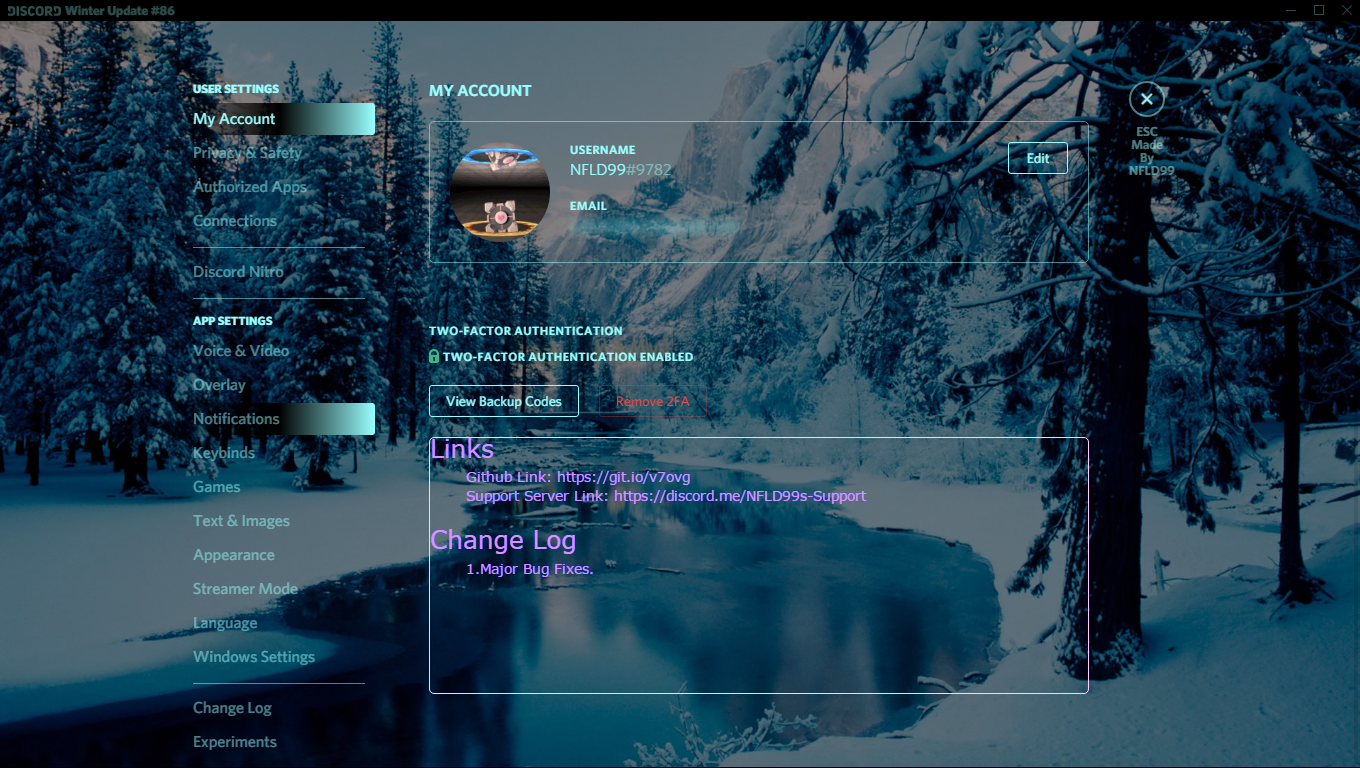 DISCORD Winter Update #86
USER SETTINGS
My Account
Privacy & Safety
Authorized Apps
Connections
Discord Nitro
APP SETTINGS
Voice & Video
Overlay
Notifications
Keybinds
Games
Text & Images
Appearance
Streamer Mode
Language
Windows Settings
Change Log
Experiments
MY ACCOUNT
USERNAME
NFLD99#9782
EMAIL
Edit
TWO-FACTOR AUTHENTICATION
TWO-FACTOR AUTHENTICATION ENABLED
View Backup Codes
Remove 2FA
Links
Github Link: https://git.io/v7ovg
Support Server Link: https://discord.me/NFLD99s-Support
Change Log
1.Major Bug Fixes.
ESC
Made
By
NFLD99